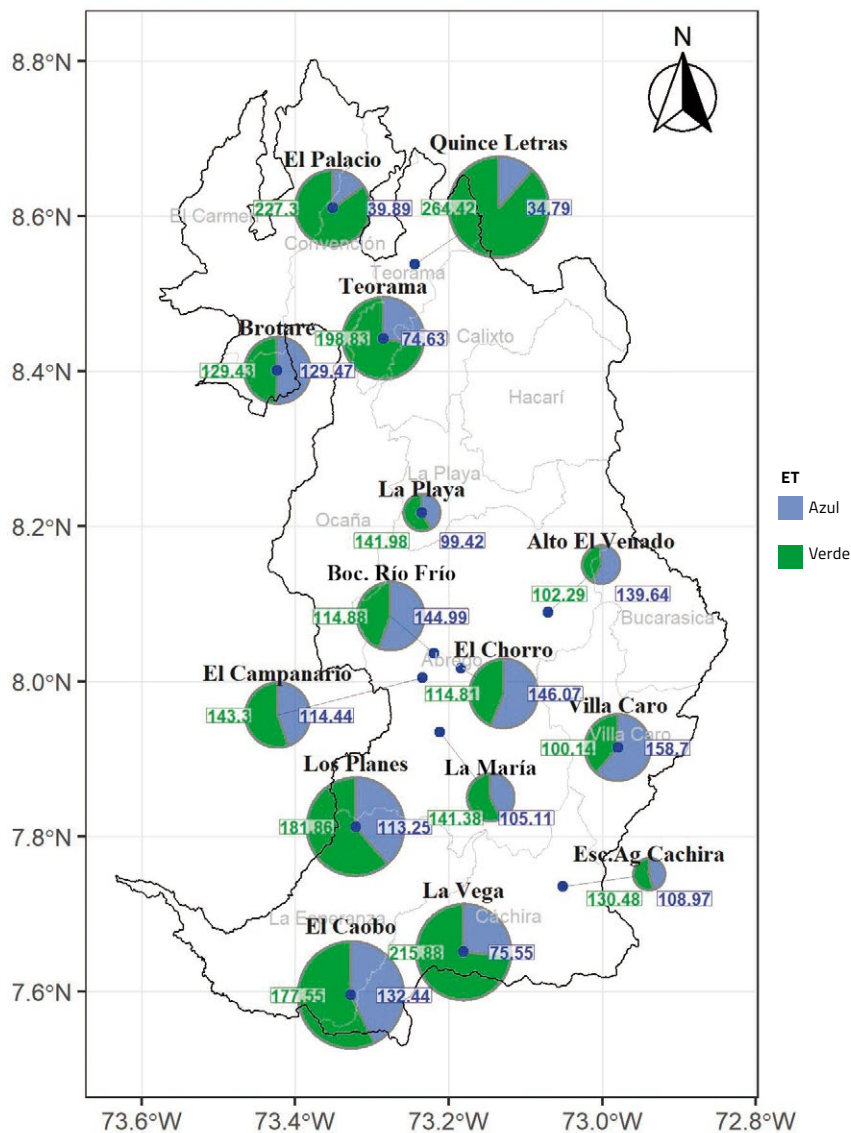 N
8.8°N
Quince Letras
El Palacio
8.6°N
227.3
39.89
264.42
34.79
El Carmen
Convención
Teorama
Teorama
Brotare
198.83
74.63
Calixto
8.4°N
129.43
129.47
Hacarí
La Playa
La Playa
ET
Azul
Verde
8.2°N
Ocaña
141.98
99.42
Alto El Venado
Boc. Río Frío
102.29
139.64
114.88
144.99
Bucarasica
El Chorro
Abrego
El Campanario
8.0°N
114.81
146.07
143.3
114.44
Villa Caro
Villa Caro
100.14
158.7
Los Planes
La María
7.8°N
181.86
113.25
141.38
105.11
Esc.Ag Cachira
130.48
108.97
La Vega
La Esperanza
Cáchira
El Caobo
215.88
75.55
7.6°N
177.55
132.44
73.6°W
73.4°W
73.2°W
73.0°W
72.8°W